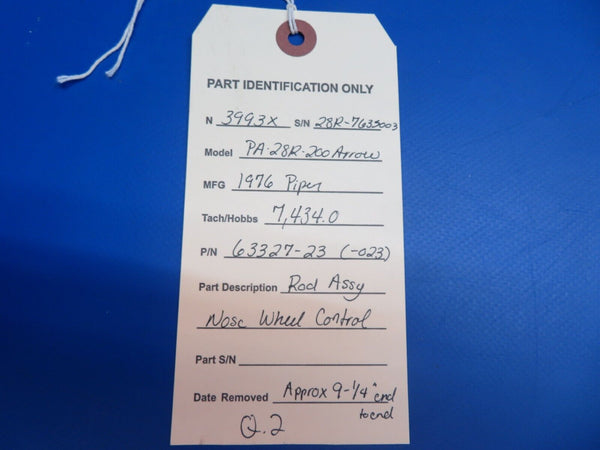 PART IDENTIFICATION ONLY
N 3993X S/N 28R-7635003
Model PA-28R-200 Arrow
MFG 1976 Piper
Tach/Hobbs 7,434.0
P/N 63327-23 (-023)
Part Description Rod Assy
Nose Wheel Control
Part S/N
Date Removed Approx 9-1/4" end
to end
Q.2